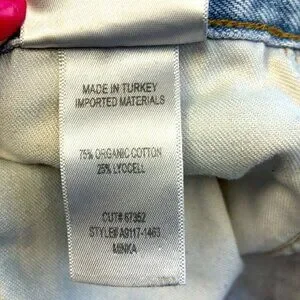 MADE IN TURKEY
IMPORTED MATERIALS
75% ORGANIC COTTON
25% LYOCELL
CUT# 67352
STYLE# A9117-1463
MINKA